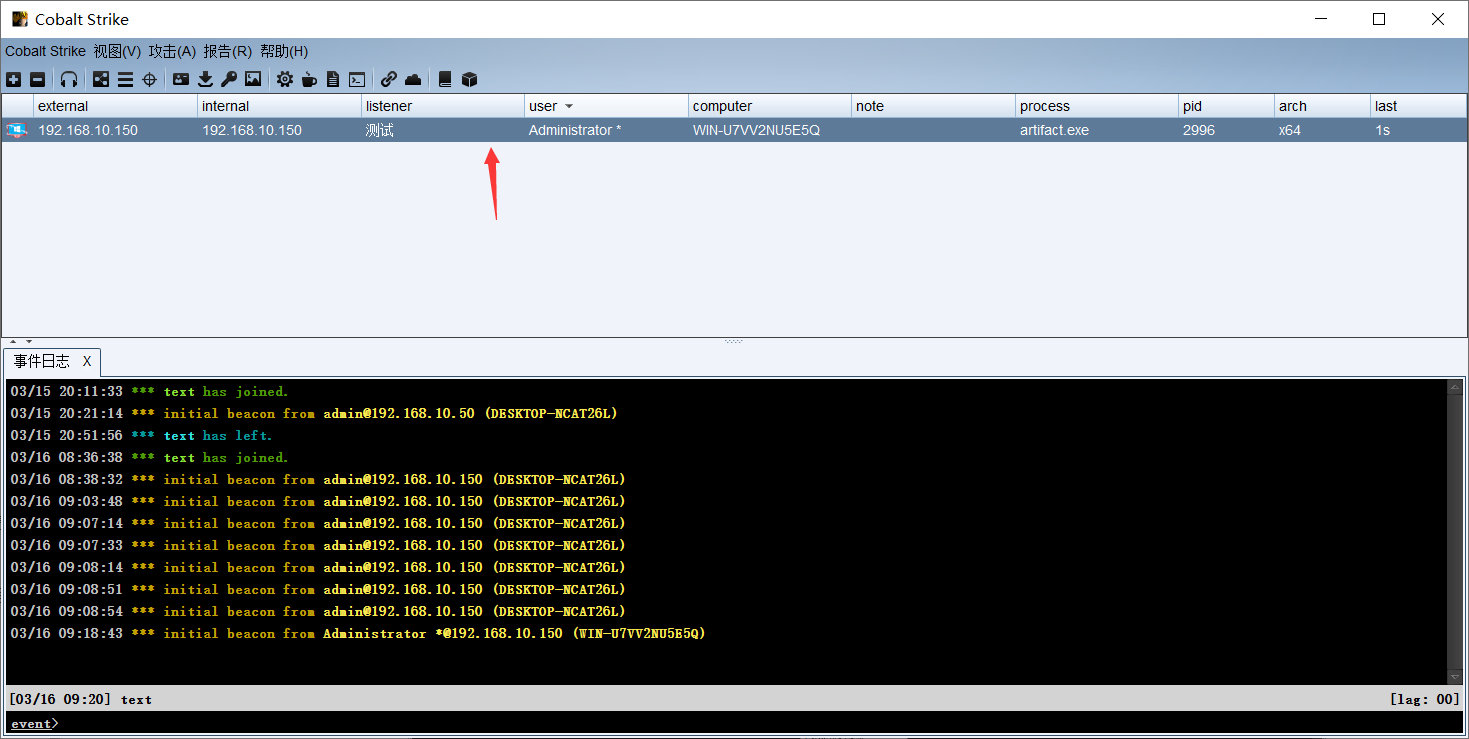 Cobalt Strike
Cobalt Strike 视图(V) 攻击(A) 报告(R) 帮助(H)
external internal listener user computer note process pid arch last
192.168.10.150 192.168.10.150 测试 Administrator * WIN-U7VV2NU5E5Q artifact.exe 2996 x64 1s
事件日志 X
03/15 20:11:33 *** text has joined.
03/15 20:21:14 *** initial beacon from admin@192.168.10.50 (DESKTOP-NCAT26L)
03/15 20:51:56 *** text has left.
03/16 08:36:38 *** text has joined.
03/16 08:38:32 *** initial beacon from admin@192.168.10.150 (DESKTOP-NCAT26L)
03/16 09:03:48 *** initial beacon from admin@192.168.10.150 (DESKTOP-NCAT26L)
03/16 09:07:14 *** initial beacon from admin@192.168.10.150 (DESKTOP-NCAT26L)
03/16 09:07:33 *** initial beacon from admin@192.168.10.150 (DESKTOP-NCAT26L)
03/16 09:08:14 *** initial beacon from admin@192.168.10.150 (DESKTOP-NCAT26L)
03/16 09:08:51 *** initial beacon from admin@192.168.10.150 (DESKTOP-NCAT26L)
03/16 09:08:54 *** initial beacon from admin@192.168.10.150 (DESKTOP-NCAT26L)
03/16 09:18:43 *** initial beacon from Administrator *@192.168.10.150 (WIN-U7VV2NU5E5Q)
[03/16 09:20] text [lag: 00]
event>